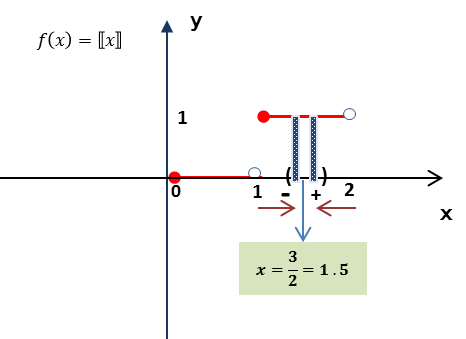 y
f(x) = ⟦x⟧
1
0 1 ( - + ) 2
x
x = 3/2 = 1 . 5